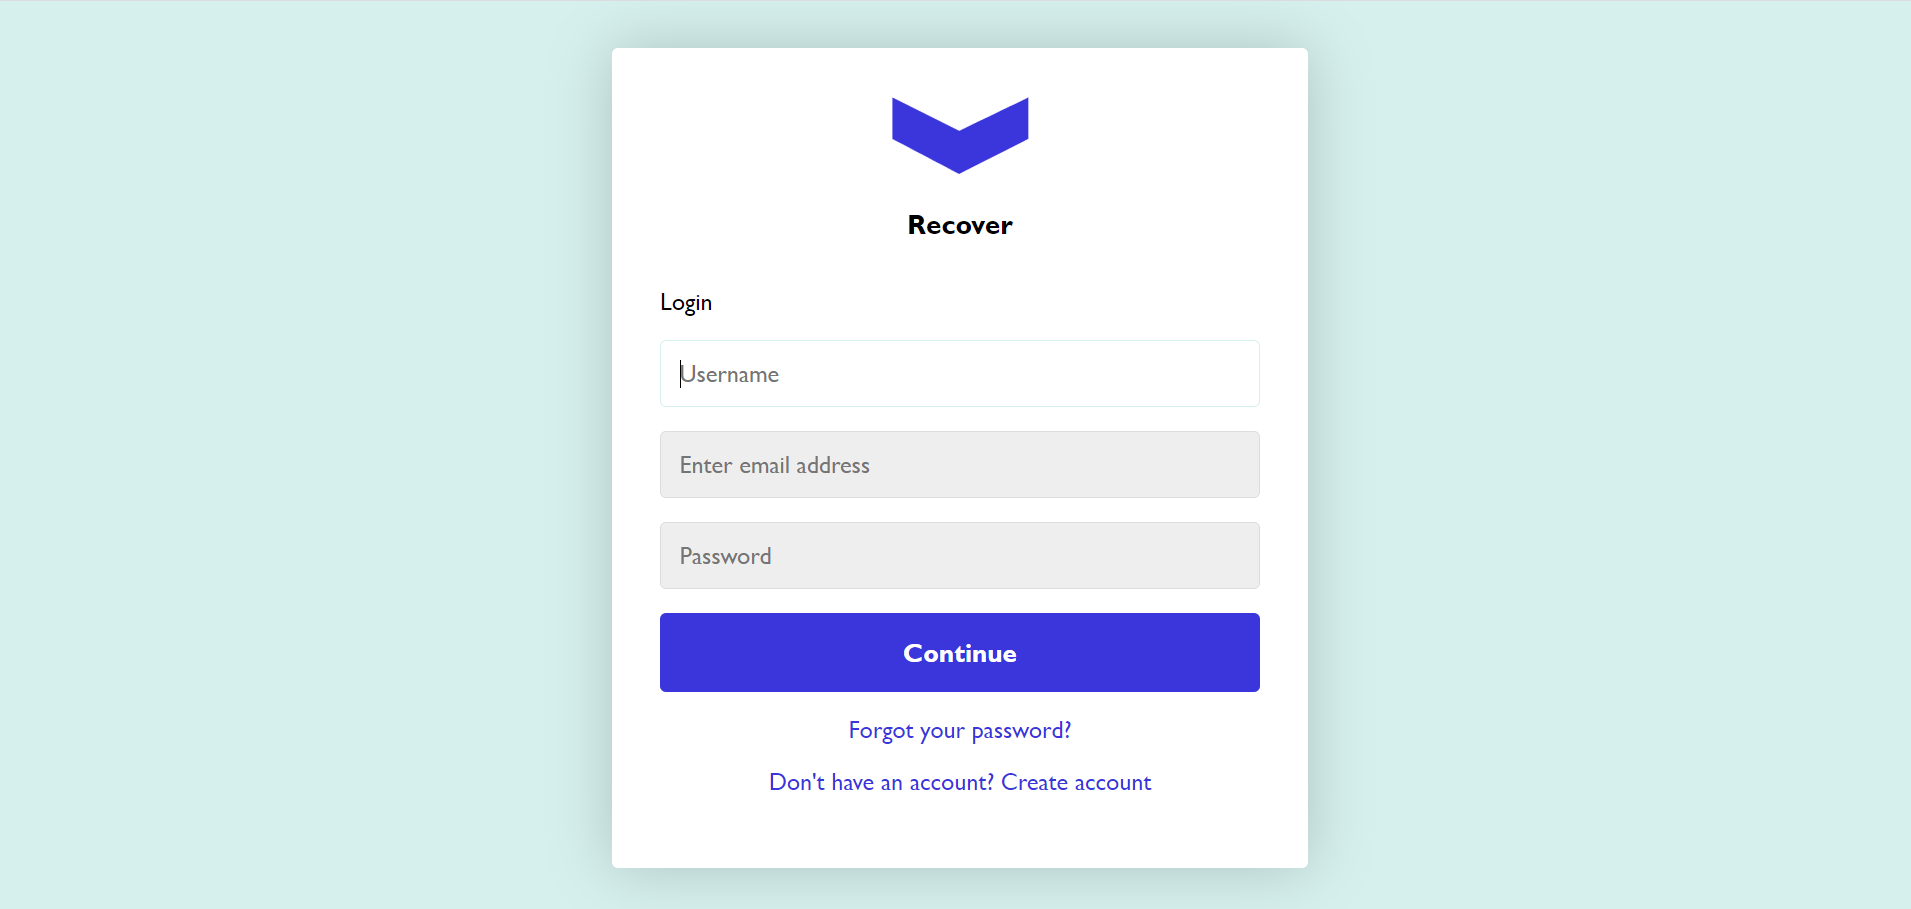 Recover
Login
Username
Enter email address
Password
Continue
Forgot your password?
Don't have an account? Create account